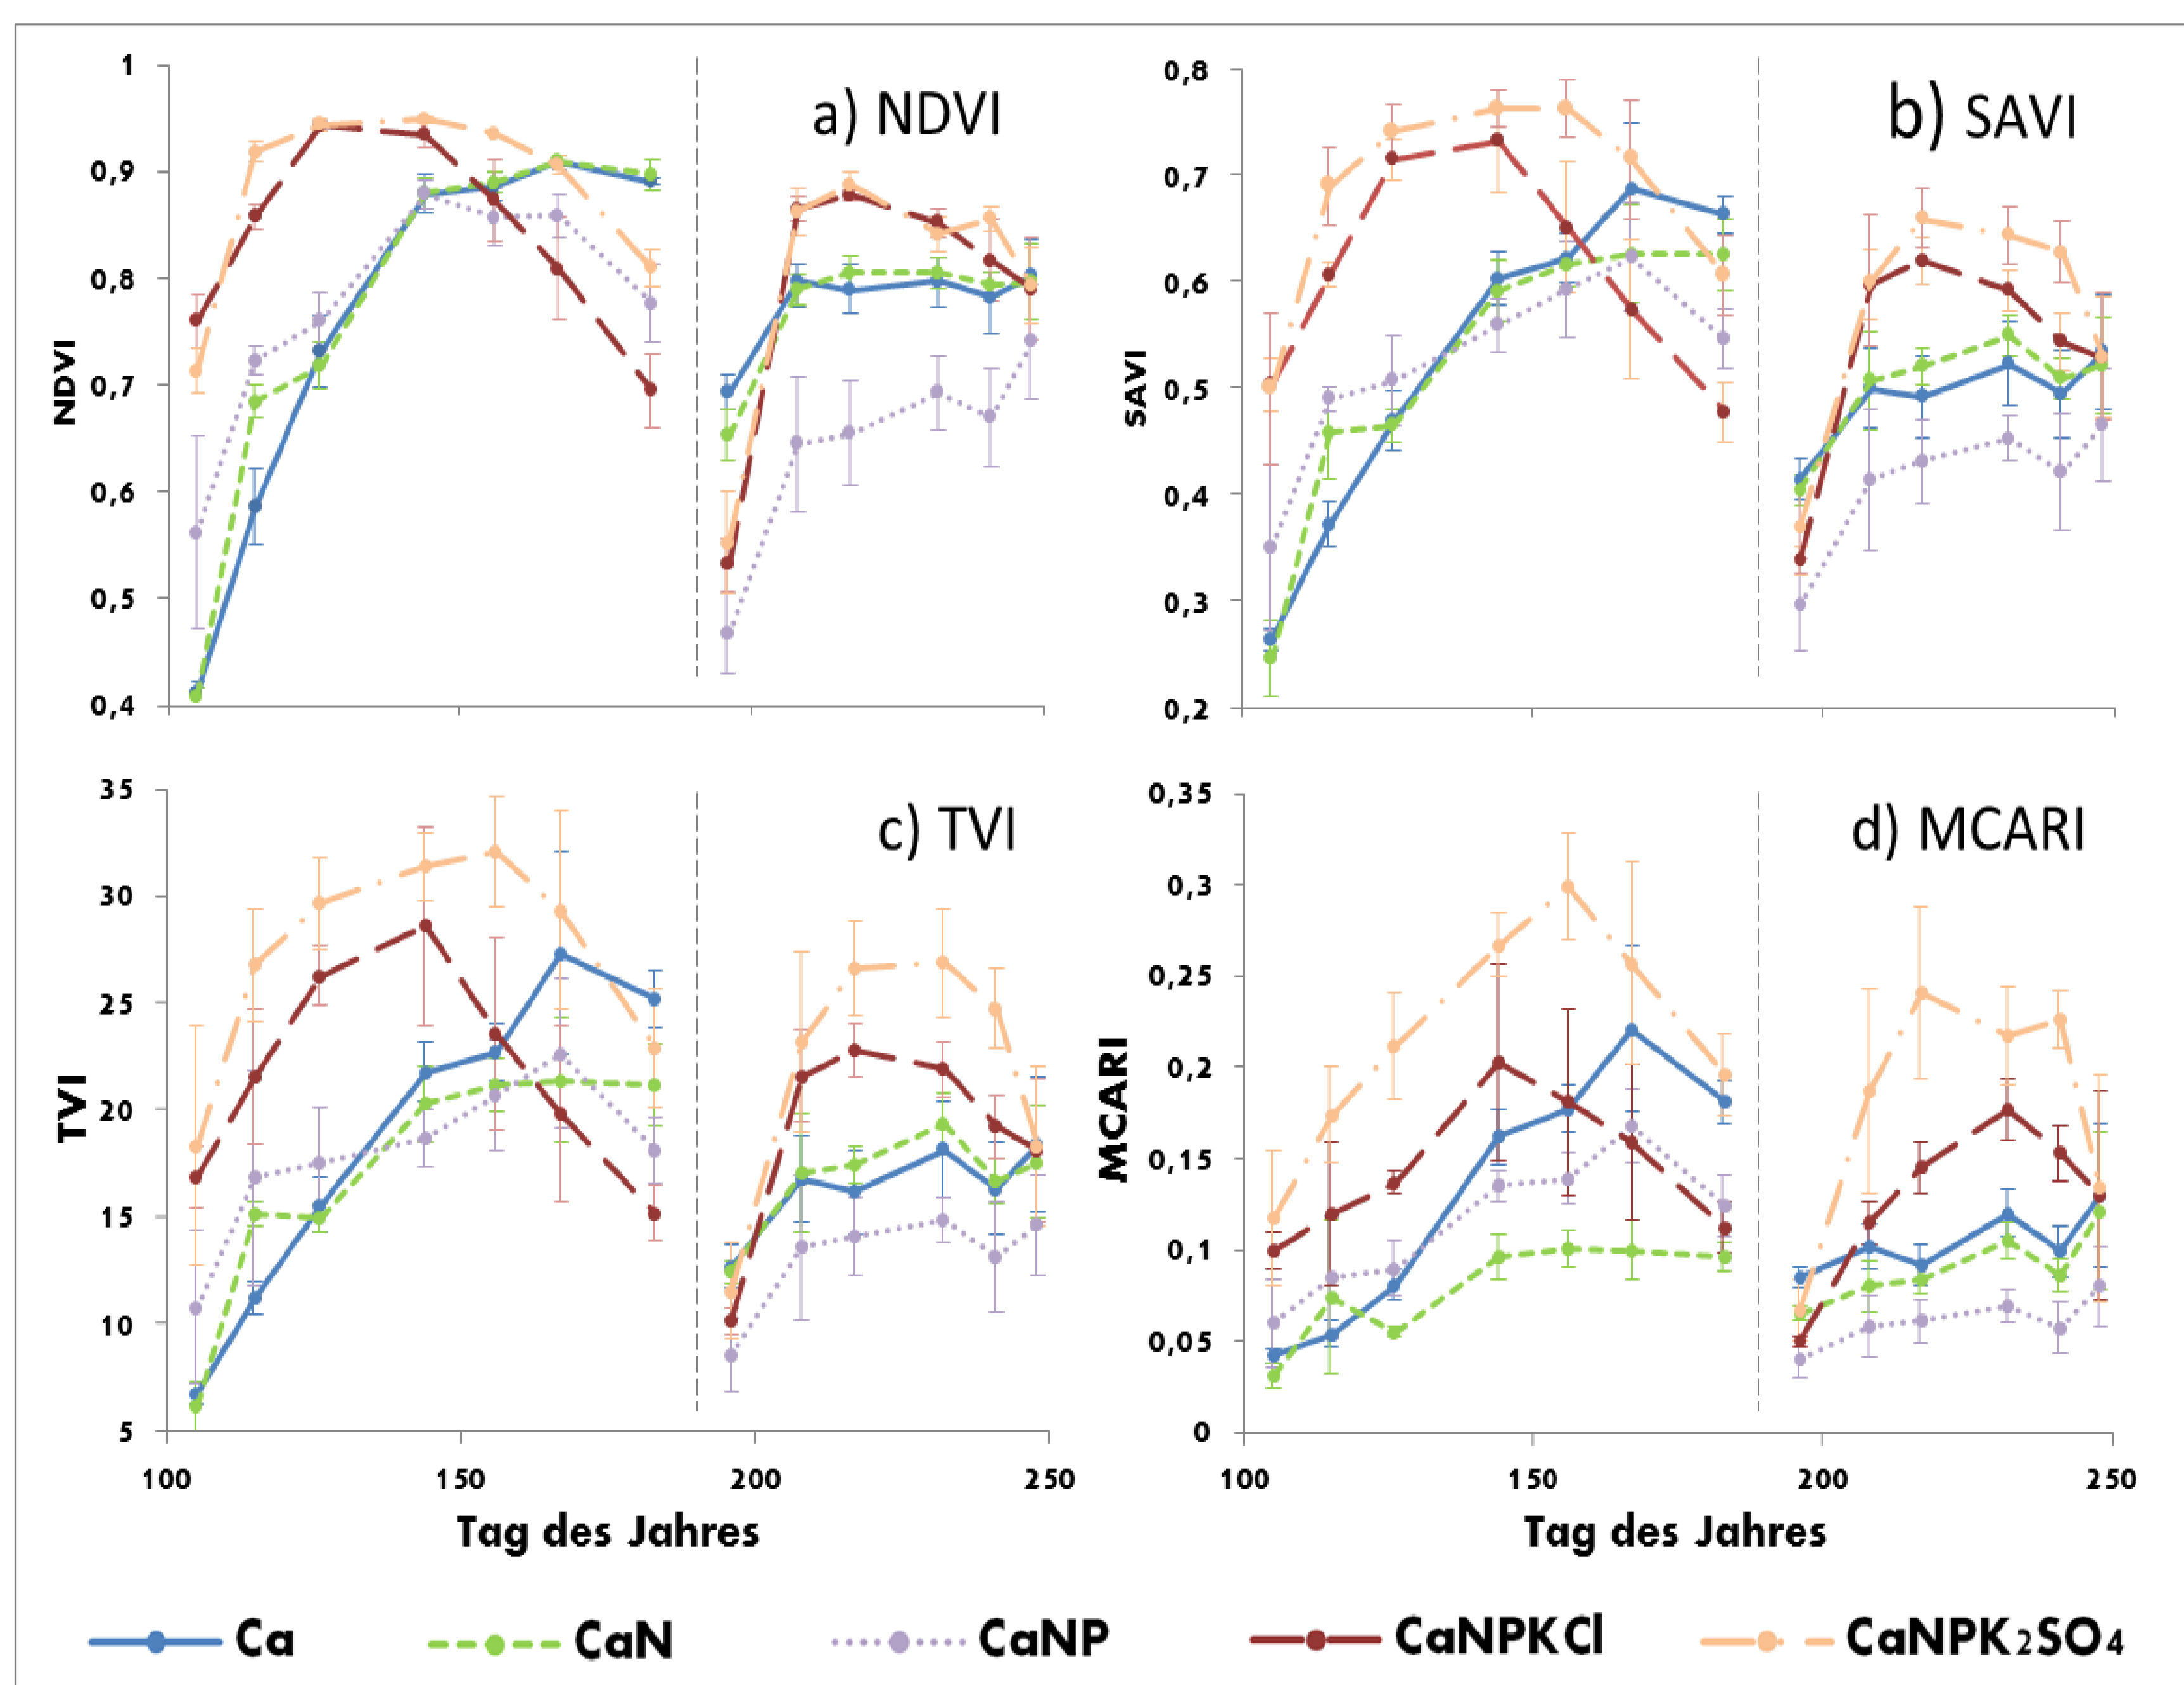 a) NDVI
1
0,9
0,8
0,7
0,6
0,5
0,4
NDVI
b) SAVI
0,8
0,7
0,6
0,5
0,4
0,3
0,2
SAVI
c) TVI
35
30
25
20
15
10
5
TVI
100 150 200 250
Tag des Jahres
d) MCARI
0,35
0,3
0,25
0,2
0,15
0,1
0,05
0
MCARI
100 150 200 250
Tag des Jahres
Ca CaN CaNP CaNPKCl CaNPK₂SO₄